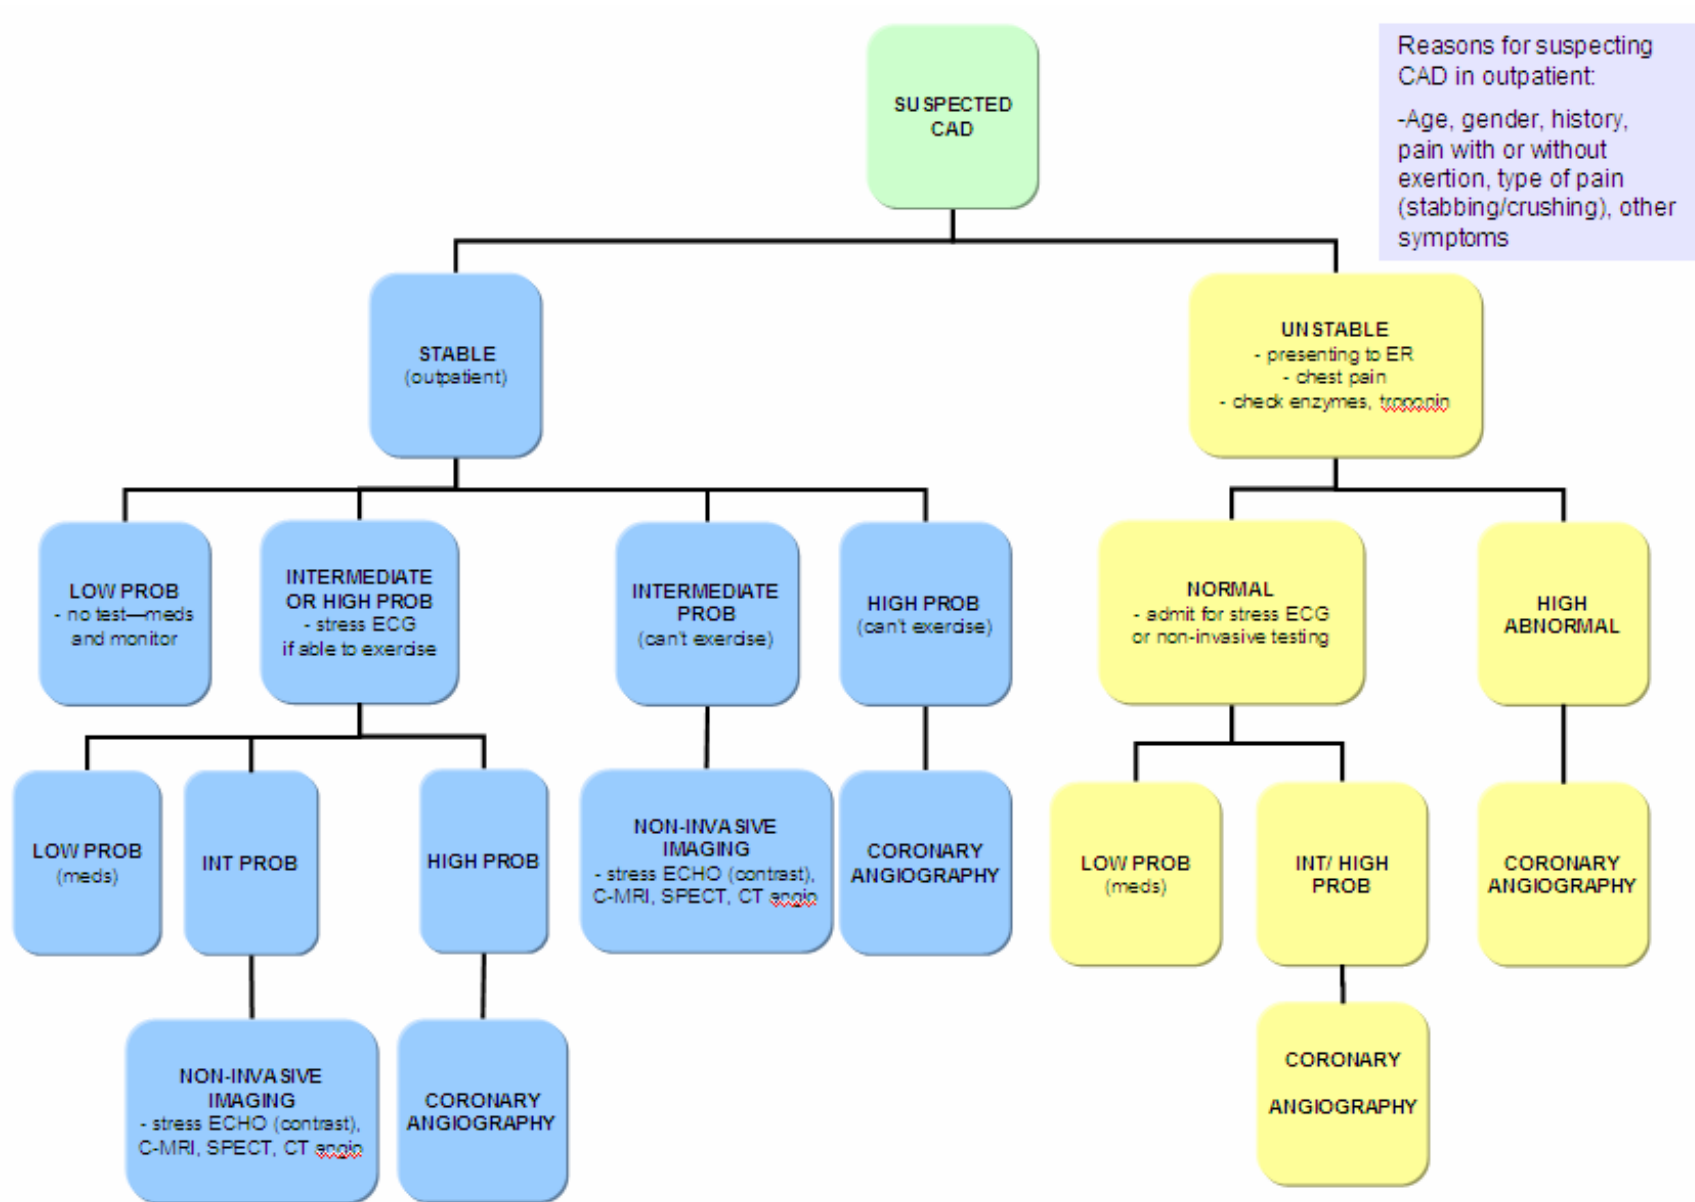 Reasons for suspecting
CAD in outpatient:
-Age, gender, history,
pain with or without
exertion, type of pain
(stabbing/crushing), other
symptoms
SUSPECTED
CAD
STABLE
(outpatient)
UNSTABLE
- presenting to ER
- chest pain
- check enzymes, troponin
LOW PROB
- no test—meds
and monitor
INTERMEDIATE
OR HIGH PROB
- stress ECG
if able to exercise
INTERMEDIATE
PROB
(can't exercise)
HIGH PROB
(can't exercise)
NORMAL
- admit for stress ECG
or non-invasive testing
HIGH
ABNORMAL
LOW PROB
(meds)
INT PROB
HIGH PROB
NON-INVASIVE
IMAGING
- stress ECHO (contrast),
C-MRI, SPECT, CT angio
CORONARY
ANGIOGRAPHY
LOW PROB
(meds)
INT/ HIGH
PROB
CORONARY
ANGIOGRAPHY
NON-INVASIVE
IMAGING
- stress ECHO (contrast),
C-MRI, SPECT, CT angio
CORONARY
ANGIOGRAPHY
CORONARY
ANGIOGRAPHY